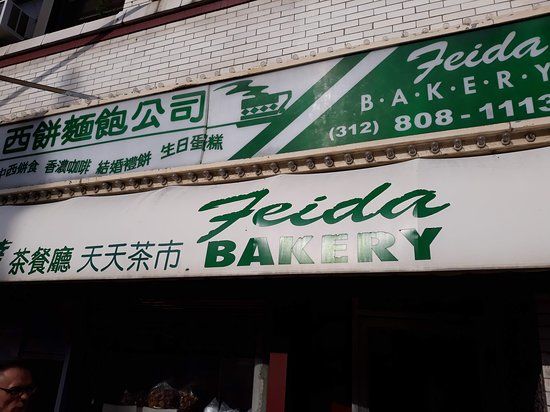 西餅麵飽公司
Feida
B·A·K·E·R·Y
(312) 808-1113
中西餅食 香濃咖啡 結婚禮餅 生日蛋糕
茶餐廳 天天茶市
Feida
BAKERY